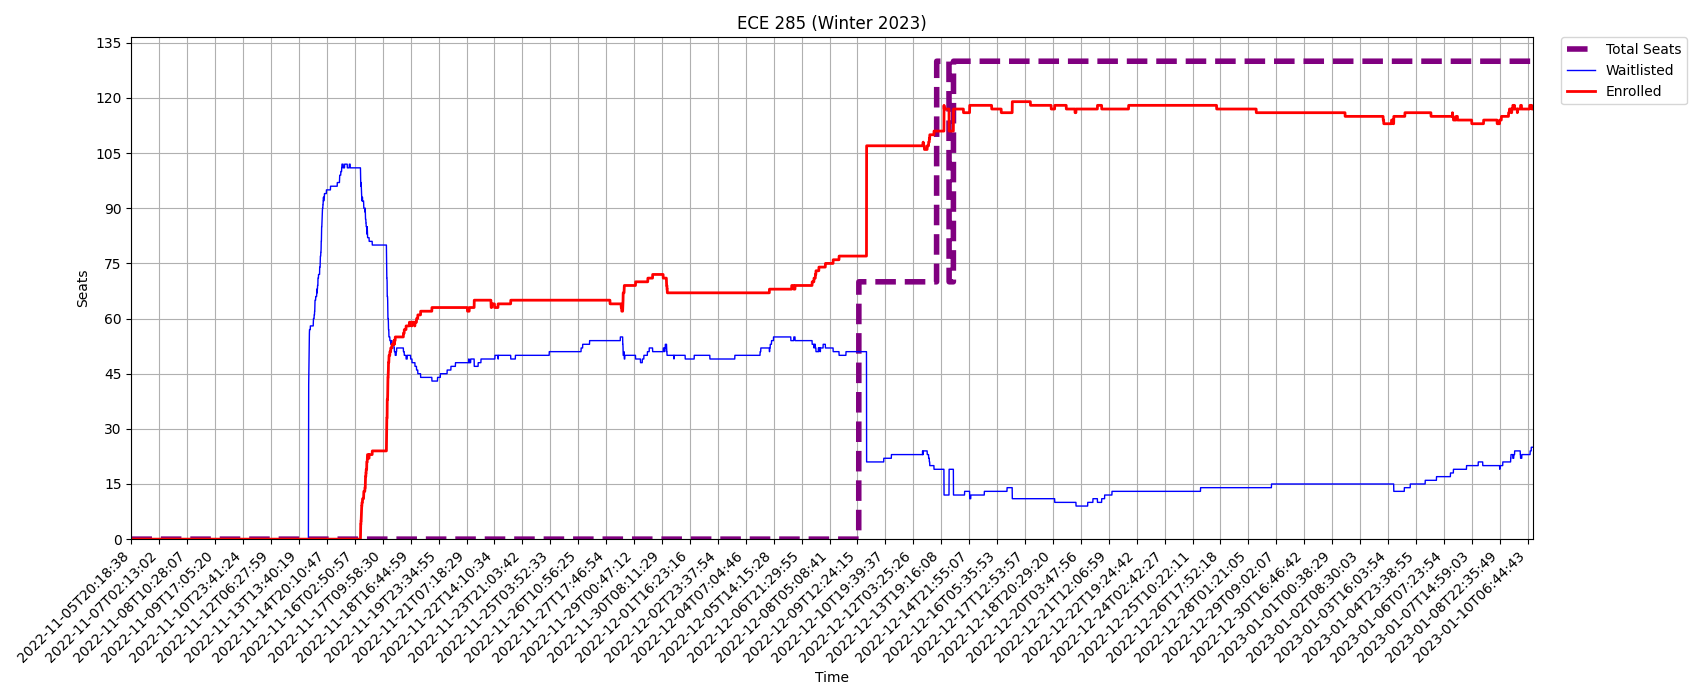 ECE 285 (Winter 2023)
Total Seats
Waitlisted
Enrolled
Seats
135
120
105
90
75
60
45
30
15
0
2022-11-05T20:18:38
2022-11-07T02:13:02
2022-11-08T10:28:07
2022-11-09T17:05:20
2022-11-10T23:41:24
2022-11-12T06:27:59
2022-11-13T13:40:19
2022-11-14T20:10:47
2022-11-16T02:50:57
2022-11-17T09:58:30
2022-11-18T16:44:59
2022-11-19T23:34:55
2022-11-21T07:18:29
2022-11-22T14:10:34
2022-11-23T21:03:42
2022-11-25T03:52:33
2022-11-26T10:56:25
2022-11-27T17:46:54
2022-11-29T00:47:12
2022-11-30T08:11:29
2022-12-01T16:23:16
2022-12-02T23:37:54
2022-12-04T07:04:46
2022-12-05T14:15:28
2022-12-06T21:29:55
2022-12-08T05:08:41
2022-12-09T12:24:15
2022-12-10T19:39:37
2022-12-12T03:25:26
2022-12-13T19:16:08
2022-12-14T21:55:07
2022-12-16T05:35:53
2022-12-17T12:53:57
2022-12-18T20:29:20
2022-12-20T03:47:56
2022-12-21T12:06:59
2022-12-22T19:24:42
2022-12-24T02:42:27
2022-12-25T10:22:11
2022-12-26T17:52:18
2022-12-28T01:21:05
2022-12-29T09:02:07
2022-12-30T16:46:42
2023-01-01T00:38:29
2023-01-02T08:30:03
2023-01-03T16:03:54
2023-01-04T23:38:55
2023-01-06T07:23:54
2023-01-07T14:59:03
2023-01-08T22:35:49
2023-01-10T06:44:43
Time